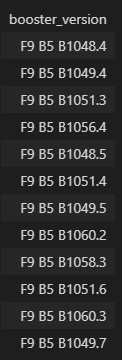 booster_version
F9 B5 B1048.4
F9 B5 B1049.4
F9 B5 B1051.3
F9 B5 B1056.4
F9 B5 B1048.5
F9 B5 B1051.4
F9 B5 B1049.5
F9 B5 B1060.2
F9 B5 B1058.3
F9 B5 B1051.6
F9 B5 B1060.3
F9 B5 B1049.7